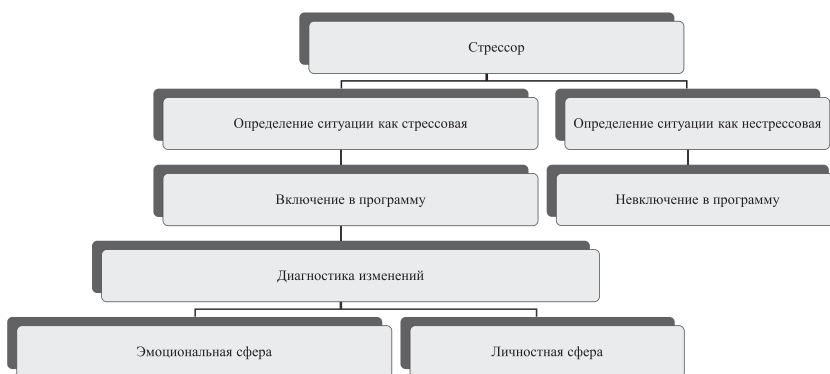 Стрессор
Определение ситуации как стрессовая
Определение ситуации как нестрессовая
Включение в программу
Невключение в программу
Диагностика изменений
Эмоциональная сфера
Личностная сфера